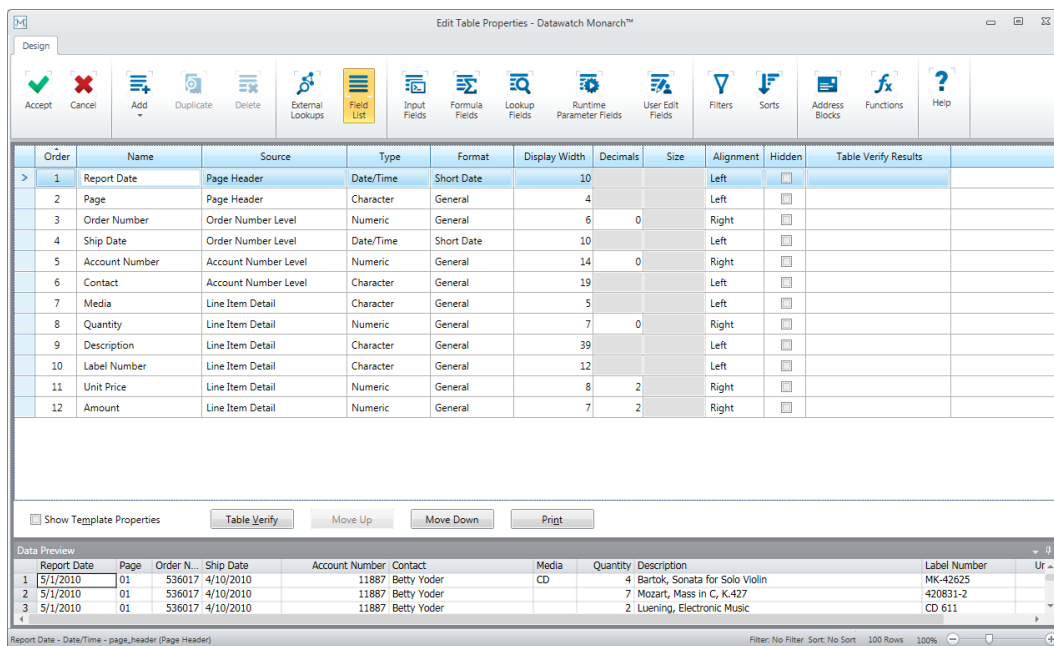 Edit Table Properties - Datawatch Monarch™
Design
Accept Cancel Add Duplicate Delete External Lookups Field List Input Fields Formula Fields Lookup Fields Runtime Parameter Fields User Edit Fields Filters Sorts Address Blocks Functions Help
Order Name Source Type Format Display Width Decimals Size Alignment Hidden Table Verify Results
1 Report Date Page Header Date/Time Short Date 10 Left
2 Page Page Header Character General 4 Left
3 Order Number Order Number Level Numeric General 6 0 Right
4 Ship Date Order Number Level Date/Time Short Date 10 Left
5 Account Number Account Number Level Numeric General 14 0 Right
6 Contact Account Number Level Character General 19 Left
7 Media Line Item Detail Character General 5 Left
8 Quantity Line Item Detail Numeric General 7 0 Right
9 Description Line Item Detail Character General 39 Left
10 Label Number Line Item Detail Character General 12 Left
11 Unit Price Line Item Detail Numeric General 8 2 Right
12 Amount Line Item Detail Numeric General 7 2 Right
Show Template Properties Table Verify Move Up Move Down Print
Data Preview
Report Date Page Order N... Ship Date Account Number Contact Media Quantity Description Label Number
1 5/1/2010 01 536017 4/10/2010 11887 Betty Yoder CD 4 Bartok, Sonata for Solo Violin MK-42625
2 5/1/2010 01 536017 4/10/2010 11887 Betty Yoder 7 Mozart, Mass in C, K.427 420831-2
3 5/1/2010 01 536017 4/10/2010 11887 Betty Yoder 2 Luening, Electronic Music CD 611
Report Date - Date/Time - page_header (Page Header) Filter: No Filter Sort: No Sort 100 Rows 100%